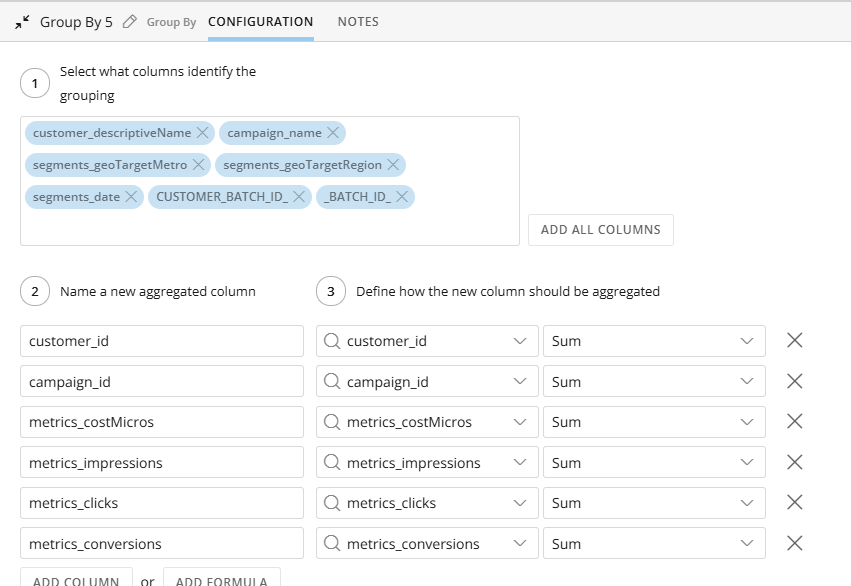 Group By 5 Group By CONFIGURATION NOTES
1 Select what columns identify the
grouping
customer_descriptiveName campaign_name
segments_geoTargetMetro segments_geoTargetRegion
segments_date CUSTOMER_BATCH_ID_ _BATCH_ID_
ADD ALL COLUMNS
2 Name a new aggregated column 3 Define how the new column should be aggregated
customer_id customer_id Sum
campaign_id campaign_id Sum
metrics_costMicros metrics_costMicros Sum
metrics_impressions metrics_impressions Sum
metrics_clicks metrics_clicks Sum
metrics_conversions metrics_conversions Sum
ADD COLUMN or ADD FORMULA